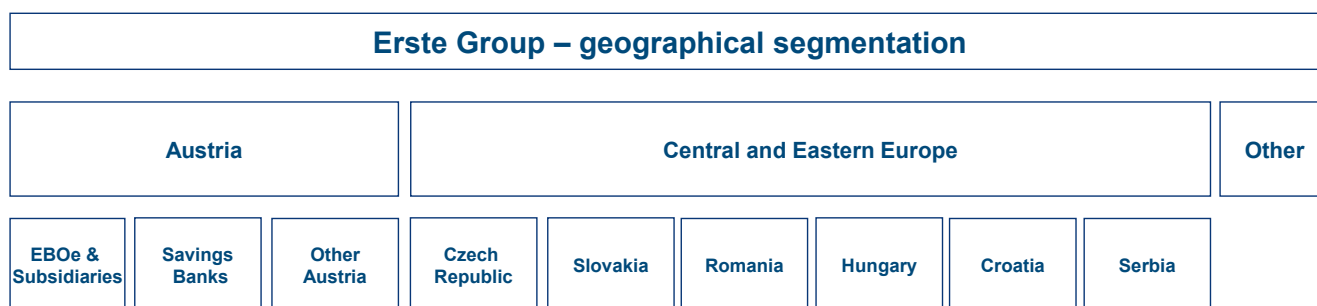 Erste Group – geographical segmentation
Austria
Central and Eastern Europe
Other
EBOe &
Subsidiaries
Savings
Banks
Other
Austria
Czech
Republic
Slovakia
Romania
Hungary
Croatia
Serbia